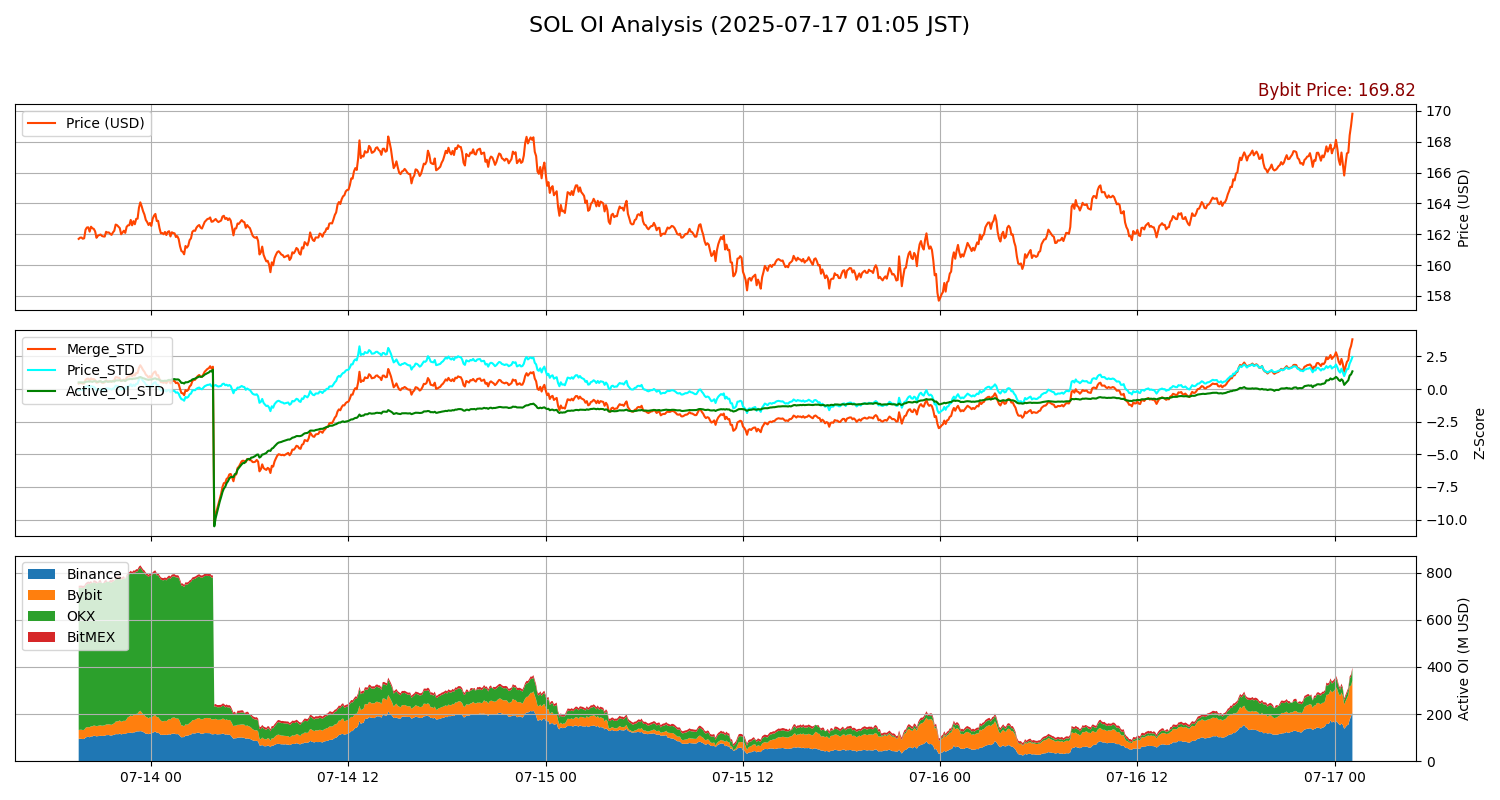 SOL OI Analysis (2025-07-17 01:05 JST)
Bybit Price: 169.82
Price (USD)
170
168
166
164
162
160
158
Price (USD)
Merge_STD
Price_STD
Active_OI_STD
2.5
0.0
−2.5
−5.0
−7.5
−10.0
Z-Score
Binance
Bybit
OKX
BitMEX
800
600
400
200
0
Active OI (M USD)
07-14 00
07-14 12
07-15 00
07-15 12
07-16 00
07-16 12
07-17 00